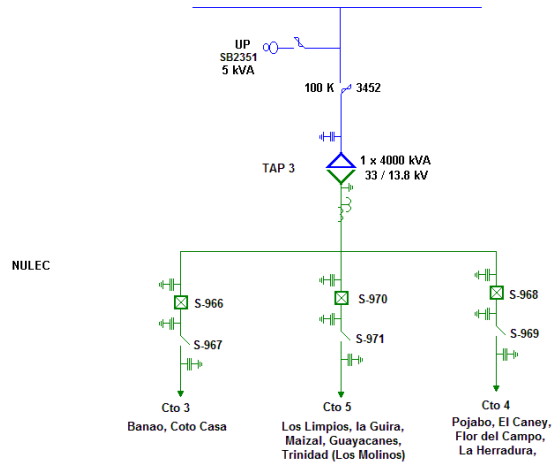 UP
SB2351
5 kVA
100 K 3452
TAP 3
1 x 4000 kVA
33 / 13.8 kV
NULEC
S-966
S-967
S-970
S-971
S-968
S-969
Cto 3
Banao, Coto Casa
Cto 5
Los Limpios, la Guira,
Maizal, Guayacanes,
Trinidad (Los Molinos)
Cto 4
Pojabo, El Caney,
Flor del Campo,
La Herradura,